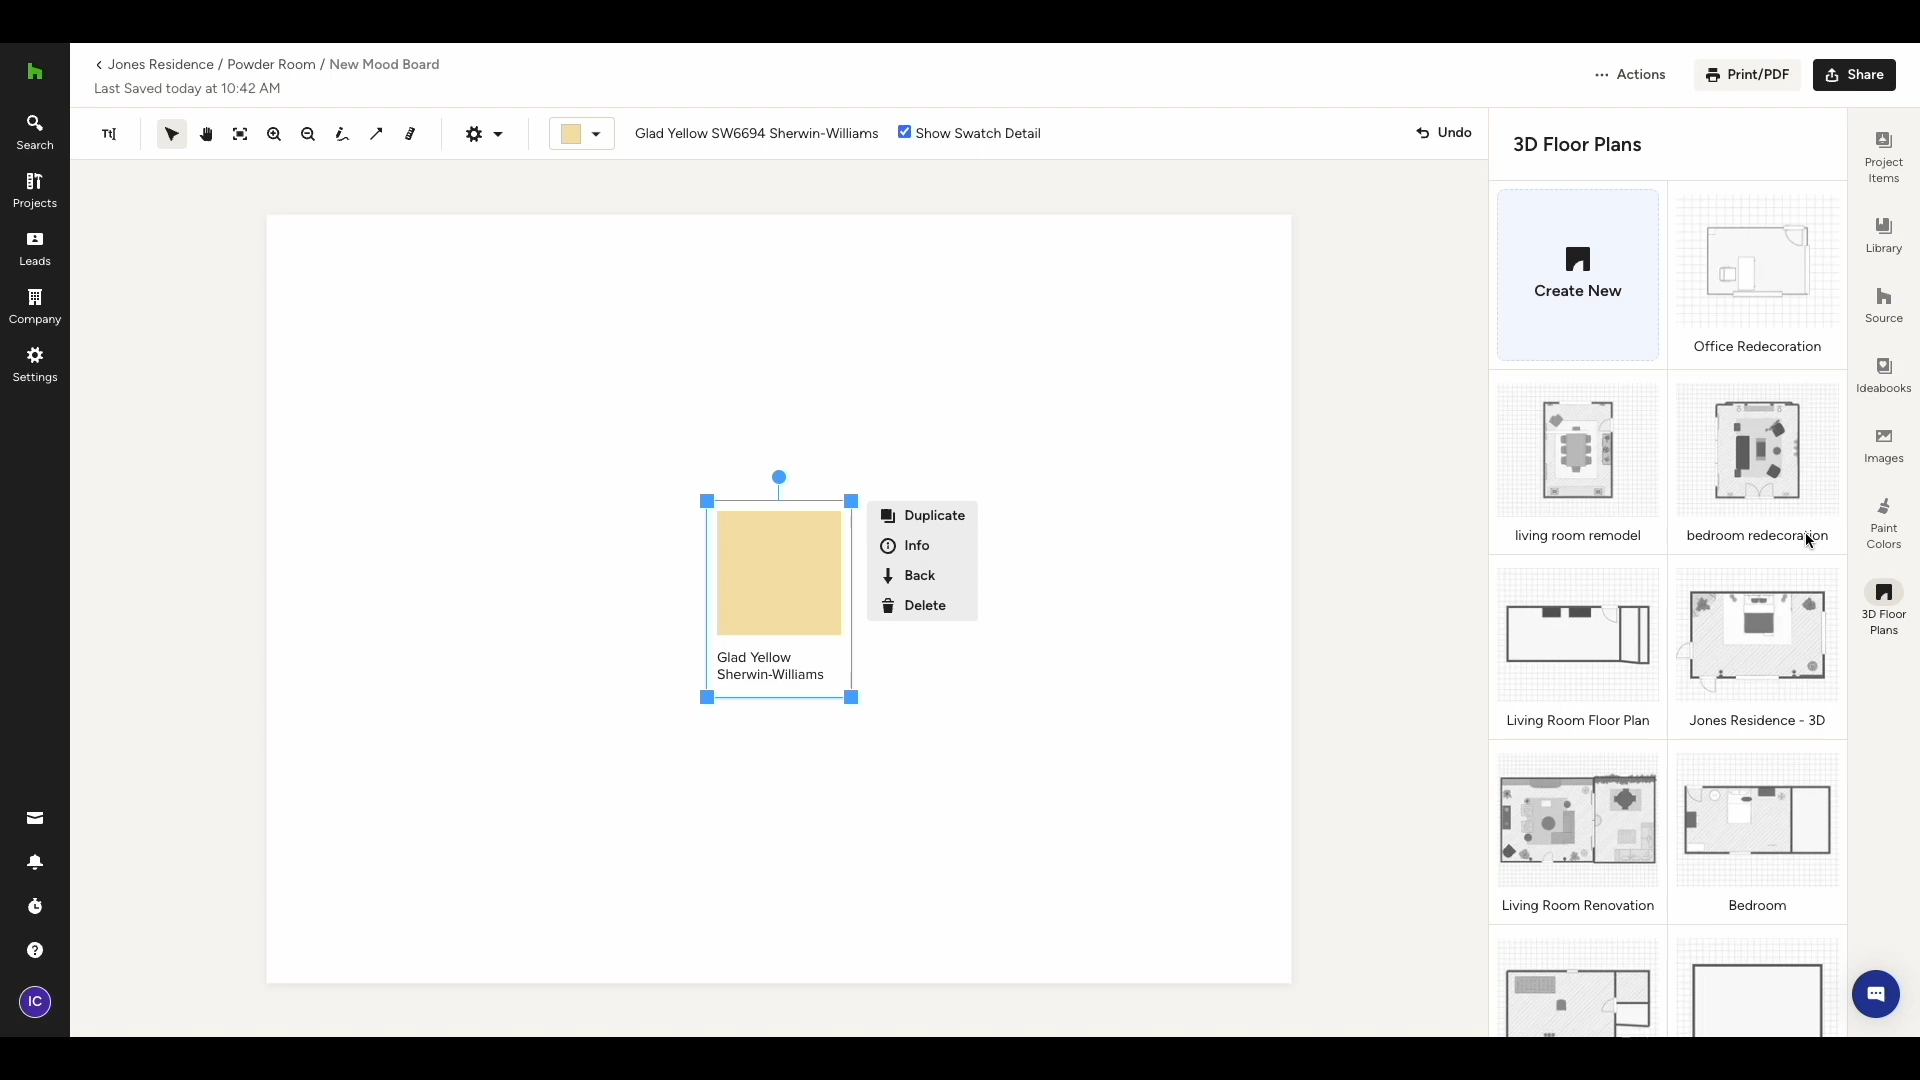 Jones Residence / Powder Room / New Mood Board
Last Saved today at 10:42 AM
Actions
Print/PDF
Share
Search
Projects
Leads
Company
Settings
IC
Tt
Glad Yellow SW6694 Sherwin-Williams
Show Swatch Detail
Undo
Glad Yellow
Sherwin-Williams
Duplicate
Info
Back
Delete
3D Floor Plans
Create New
Office Redecoration
living room remodel
bedroom redecoration
Living Room Floor Plan
Jones Residence - 3D
Living Room Renovation
Bedroom
Project
Items
Library
Source
Ideabooks
Images
Paint
Colors
3D Floor
Plans